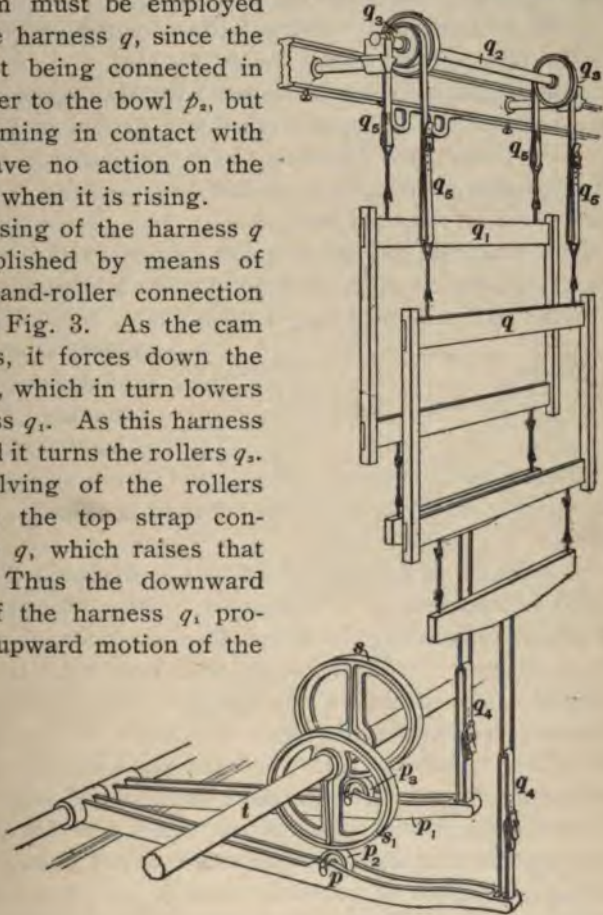 n must be employed
e harness q, since the
t being connected in
er to the bowl p₂, but
ming in contact with
ave no action on the
when it is rising.
sing of the harness q
plished by means of
and-roller connection
Fig. 3. As the cam
s, it forces down the
, which in turn lowers
ss q₁. As this harness
d it turns the rollers q₃.
lving of the rollers
the top strap con-
q, which raises that
Thus the downward
f the harness q₁ pro-
upward motion of the
q₃
q₂
q₃
q₅ q₅
q₅ q₅
q₁
q
s
q₄
p₃
q₄
t p₁
s₁
p₂
p